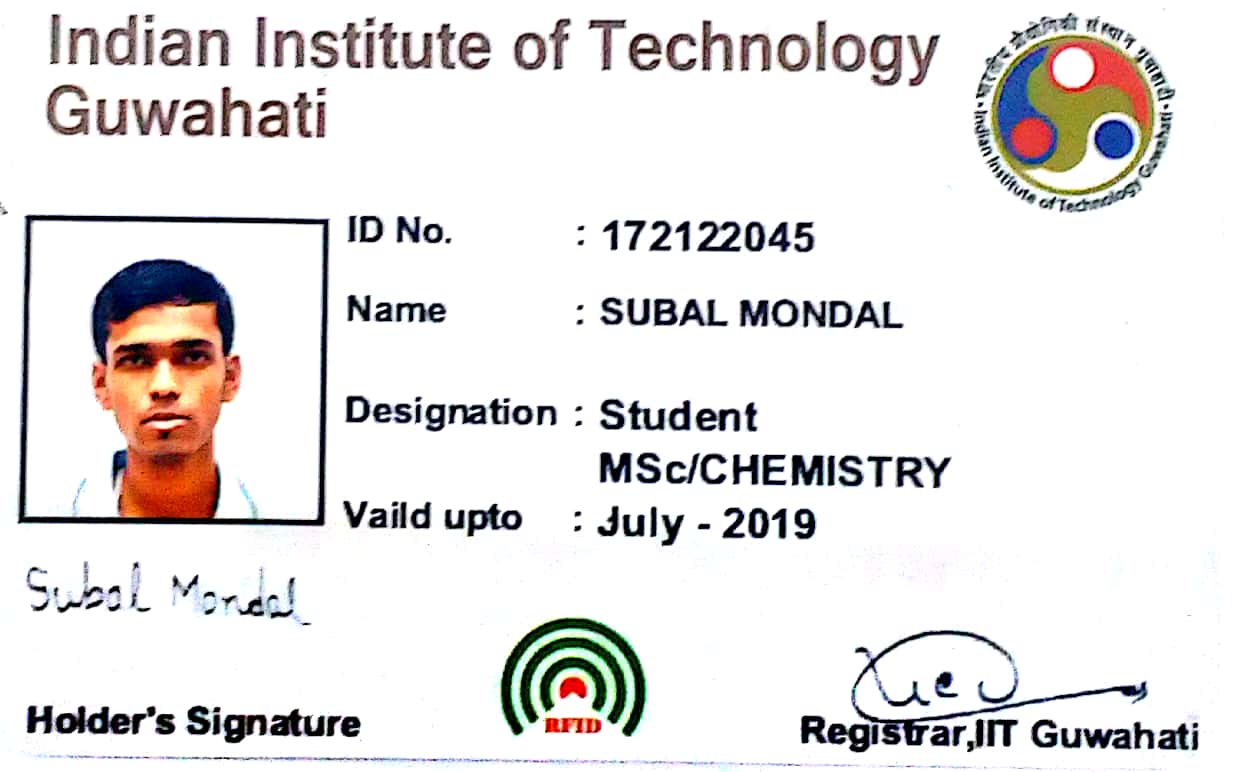 Indian Institute of Technology
Guwahati
भारतीय प्रौद्योगिकी संस्थान गुवाहाटी
Indian Institute of Technology Guwahati
ID No. : 172122045
Name : SUBAL MONDAL
Designation : Student
MSc/CHEMISTRY
Vaild upto : July - 2019
Subal Mondal
RFID
Holder's Signature
Registrar,IIT Guwahati